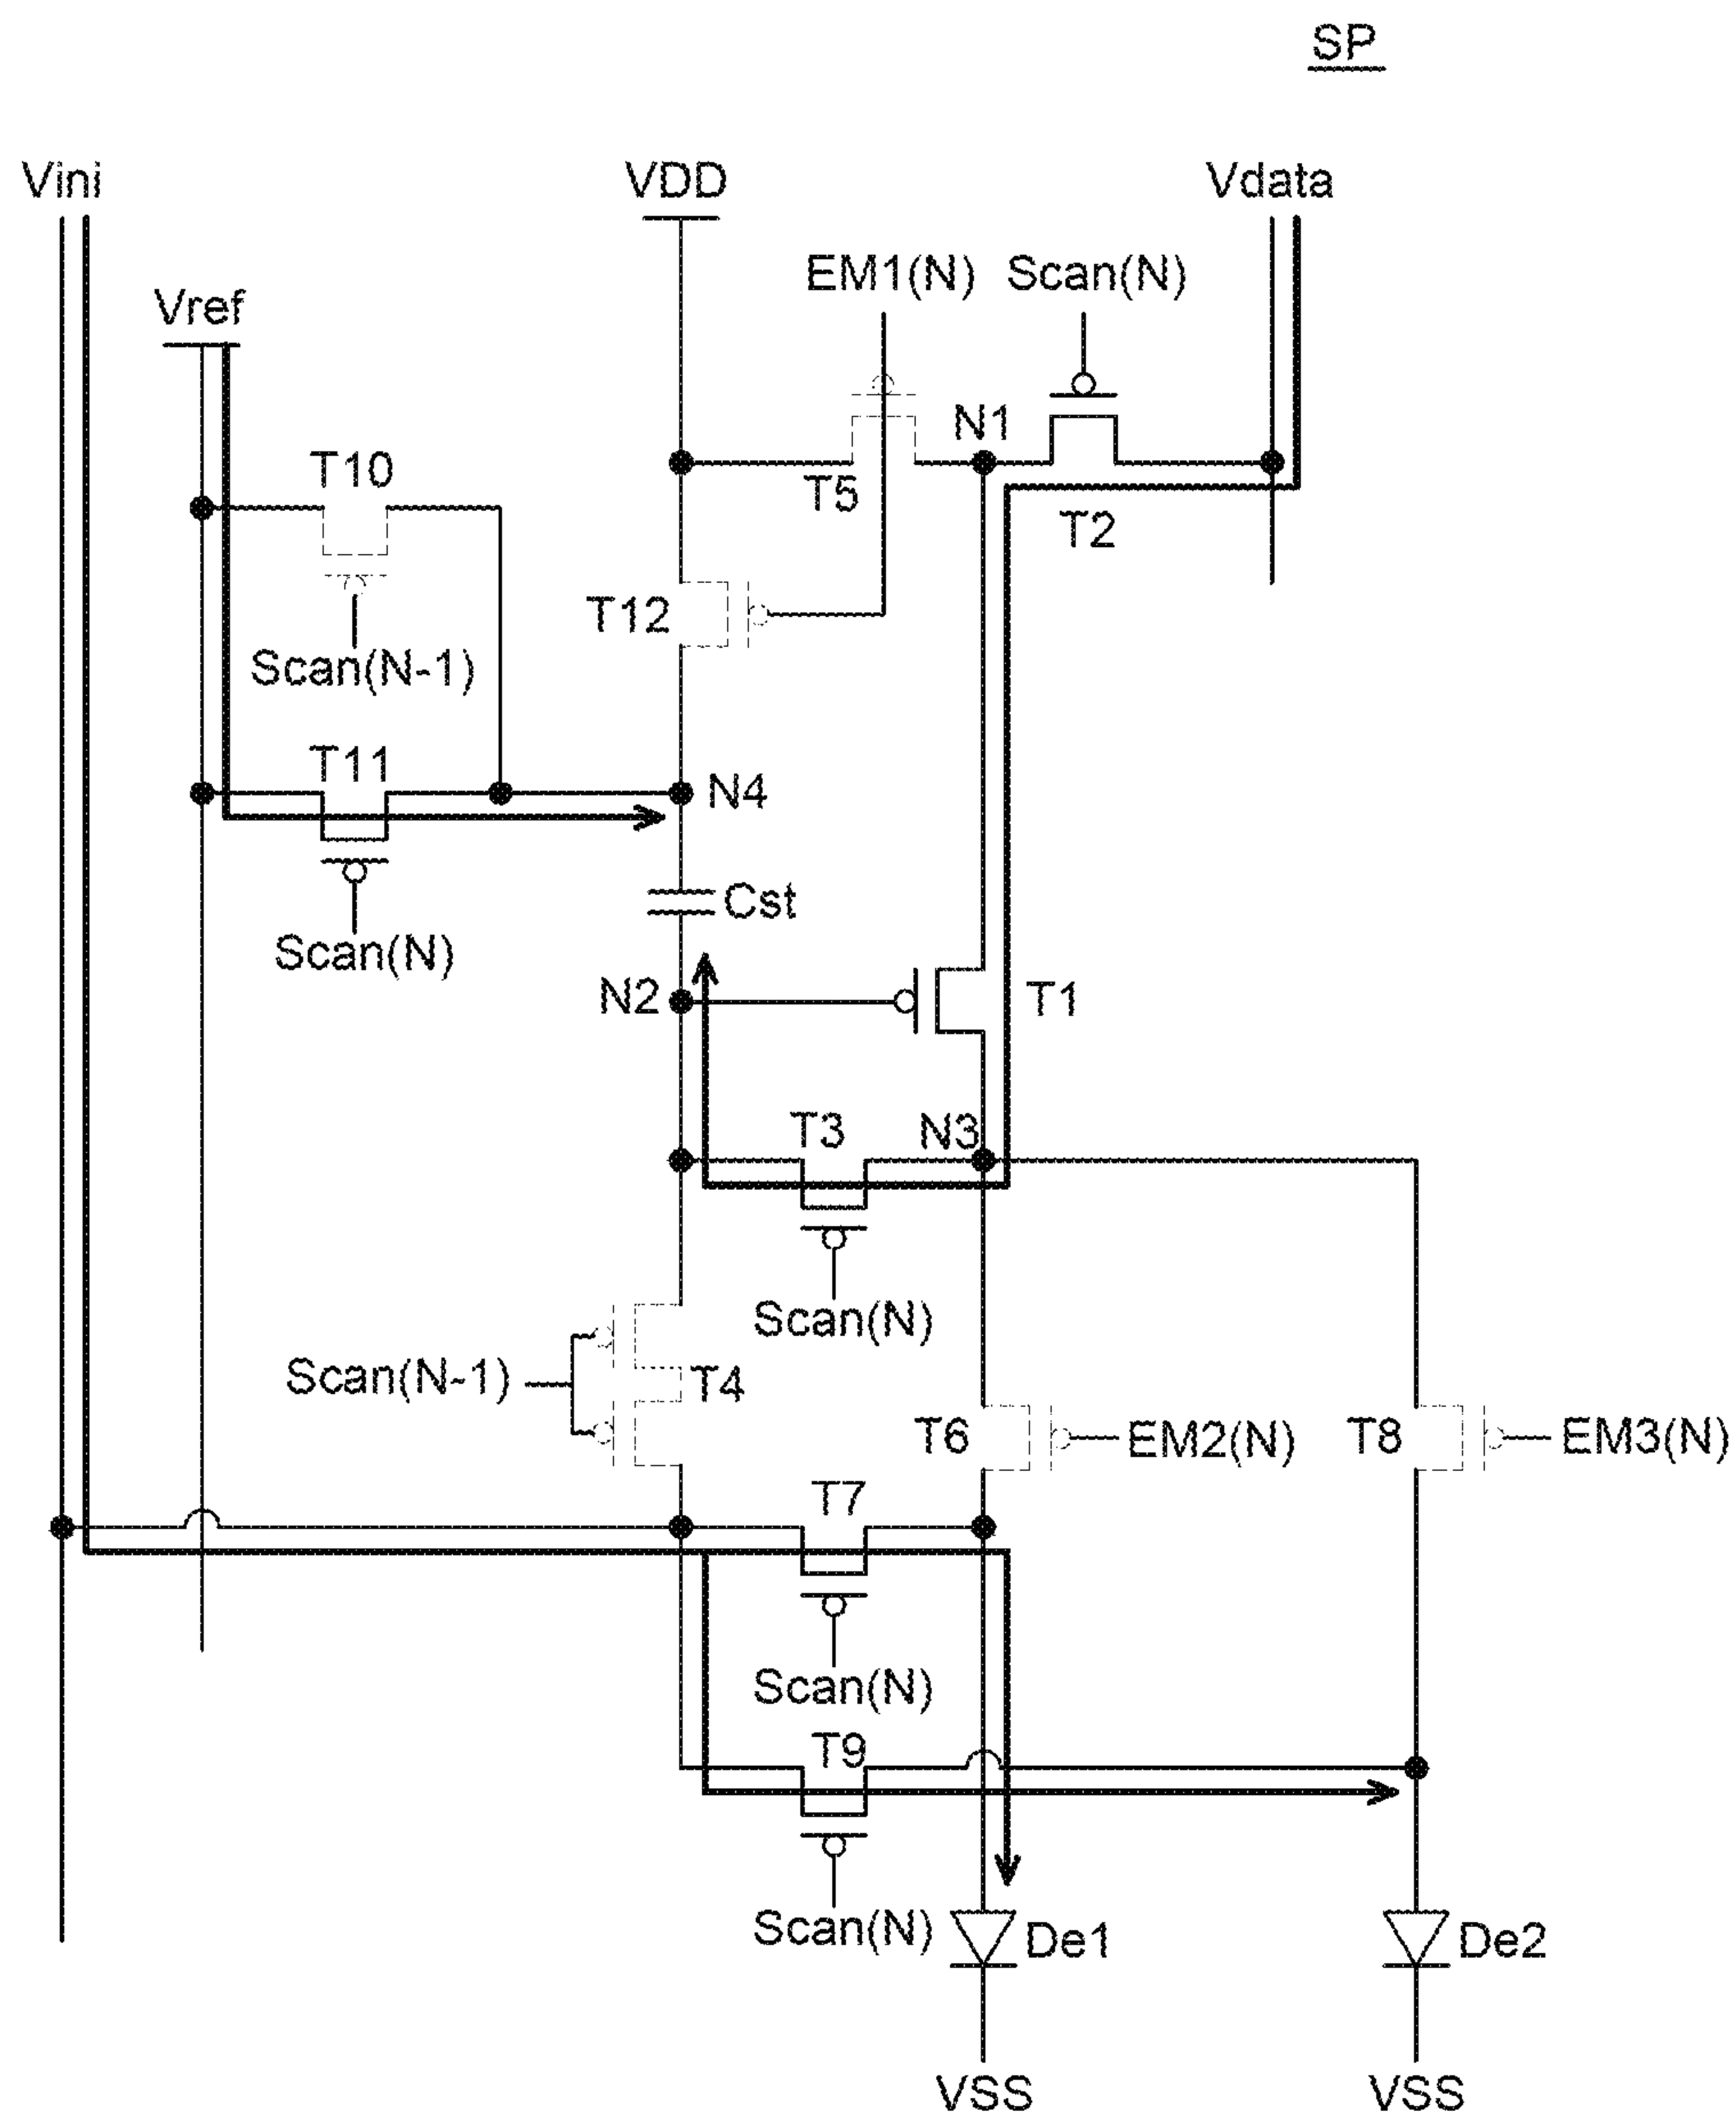 SP
Vini
VDD
Vdata
EM1(N)
Scan(N)
Vref
N1
T10
T5
T2
T12
Scan(N-1)
T11
N4
Cst
Scan(N)
N2
T1
T3
N3
Scan(N)
Scan(N-1)
T4
T6
EM2(N)
T8
EM3(N)
T7
Scan(N)
T9
Scan(N)
De1
De2
VSS
VSS